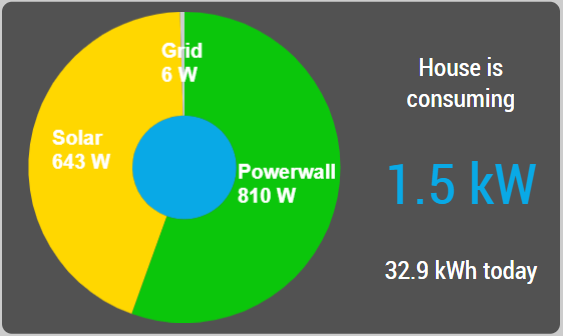 Grid
6 W
Solar
643 W
Powerwall
810 W
House is
consuming
1.5 kW
32.9 kWh today